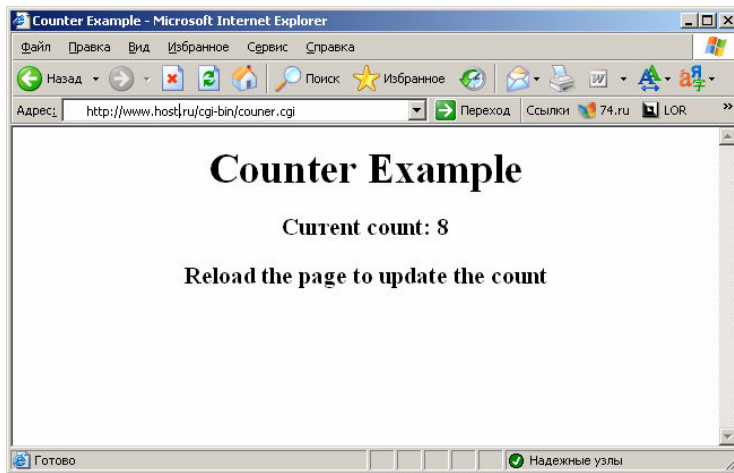 Counter Example - Microsoft Internet Explorer
Файл Правка Вид Избранное Сервис Справка
Назад Поиск Избранное
Адрес: http://www.host.ru/cgi-bin/couner.cgi Переход Ссылки 74.ru LOR »
Counter Example
Current count: 8
Reload the page to update the count
Готово Надежные узлы